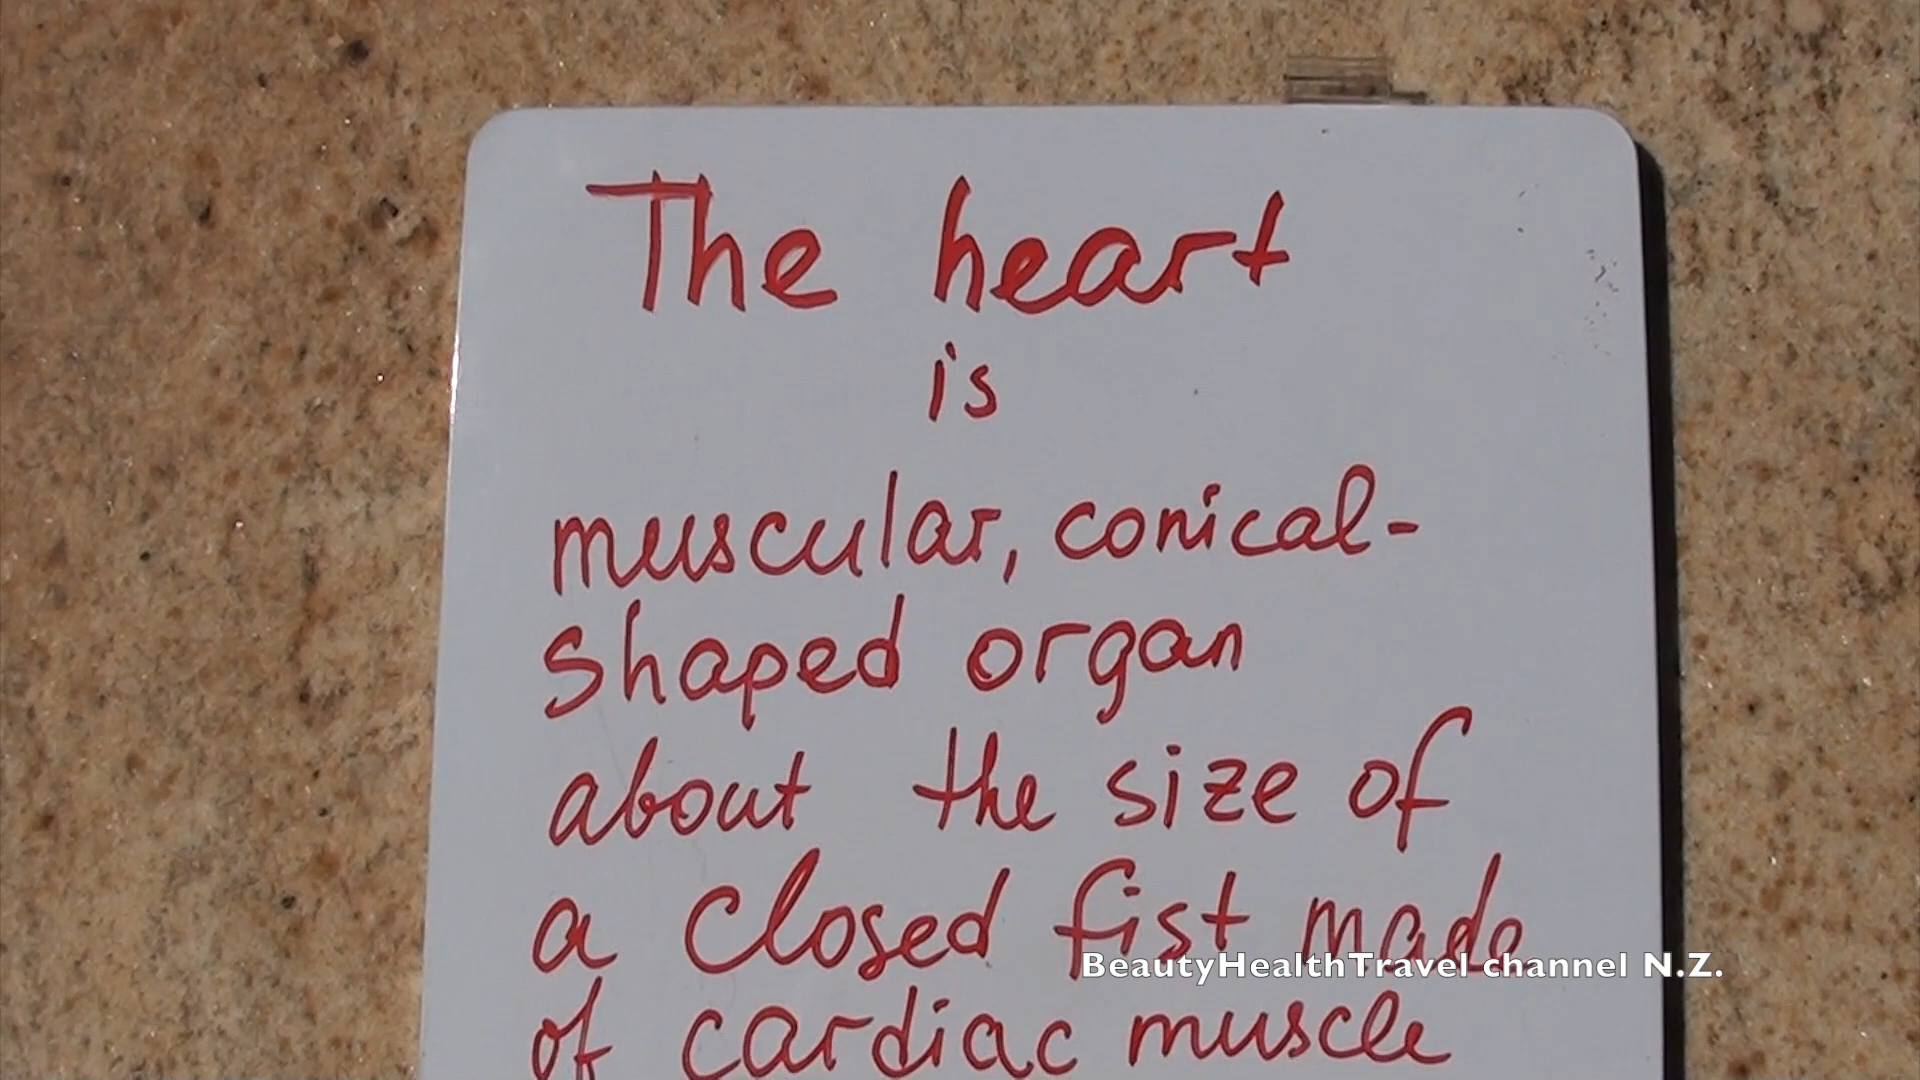 The heart
is
muscular, conical-
shaped organ
about the size of
a closed fist made
of cardiac muscle
BeautyHealthTravel channel N.Z.